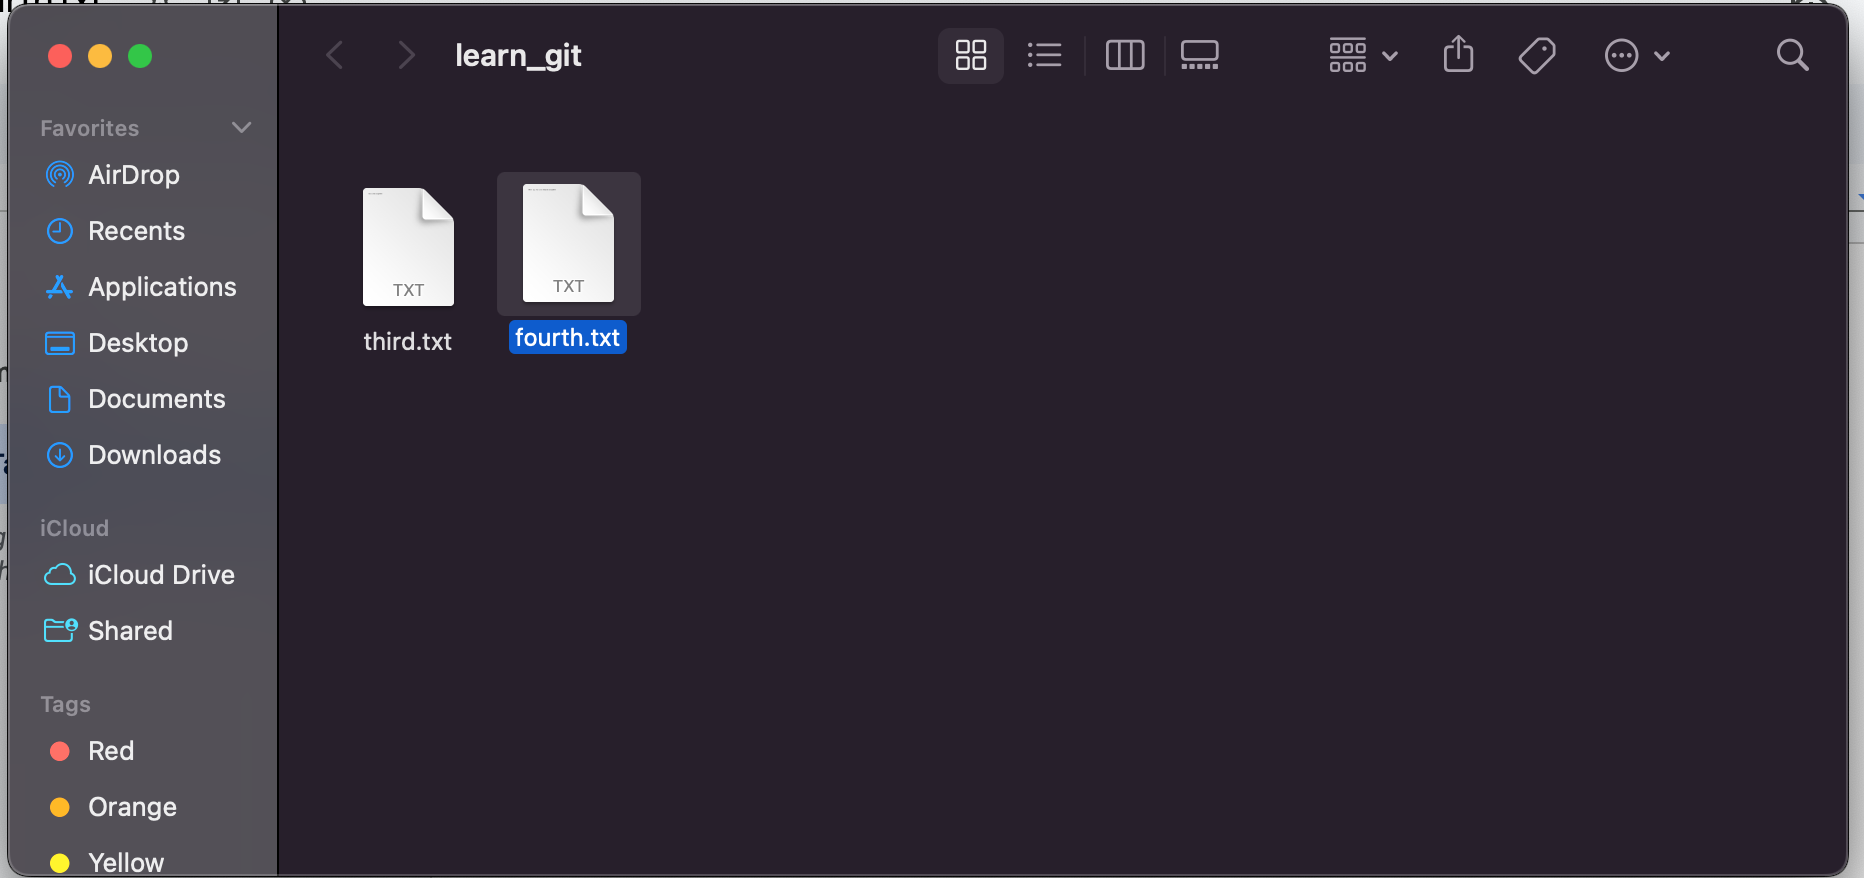 learn_git
Favorites
AirDrop
Recents
Applications
Desktop
Documents
Downloads
iCloud
iCloud Drive
Shared
Tags
Red
Orange
Yellow
TXT
third.txt
TXT
fourth.txt